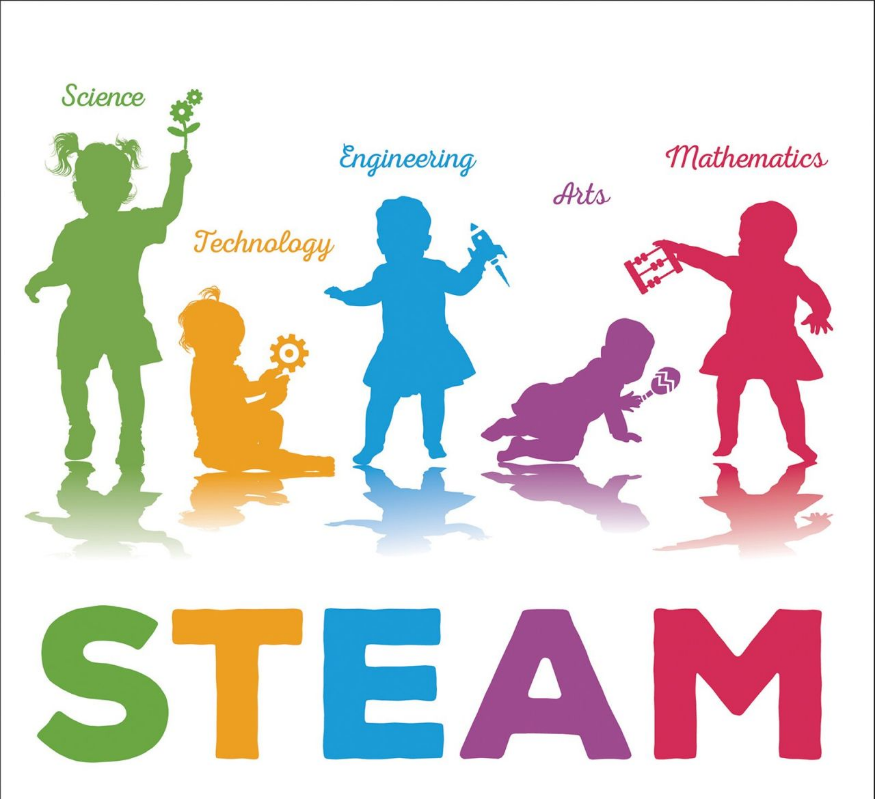 Science
Technology
Engineering
Arts
Mathematics
STEAM